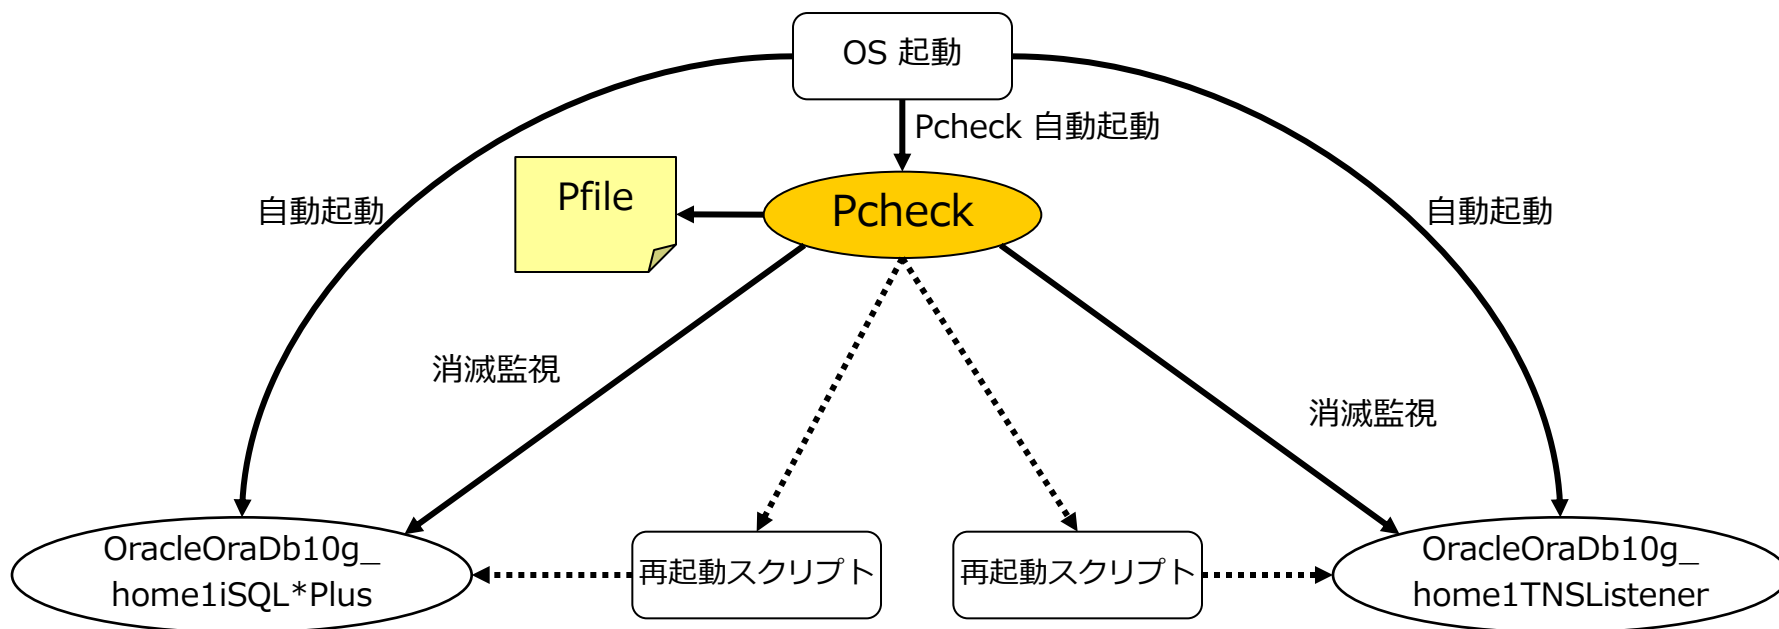 OS 起動
Pcheck 自動起動
Pfile
Pcheck
自動起動
自動起動
消滅監視
消滅監視
OracleOraDb10g_
home1iSQL*Plus
再起動スクリプト
再起動スクリプト
OracleOraDb10g_
home1TNSListener